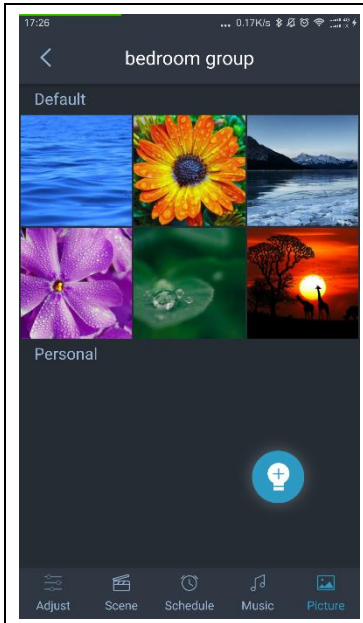 17:26 ... 0.17K/s
bedroom group
Default
Personal
Adjust Scene Schedule Music Picture